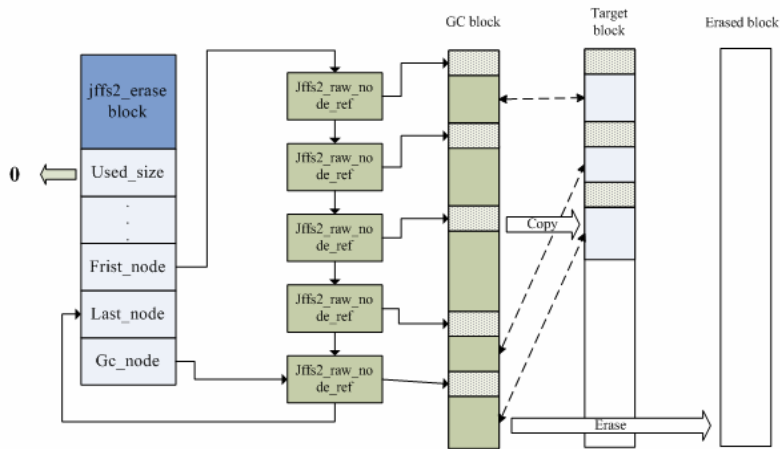 GC block
Target
block
Erased block
jffs2_erase
block
Used_size
0
.
.
.
Frist_node
Last_node
Gc_node
Jffs2_raw_no
de_ref
Jffs2_raw_no
de_ref
Jffs2_raw_no
de_ref
Jffs2_raw_no
de_ref
Jffs2_raw_no
de_ref
Copy
Erase